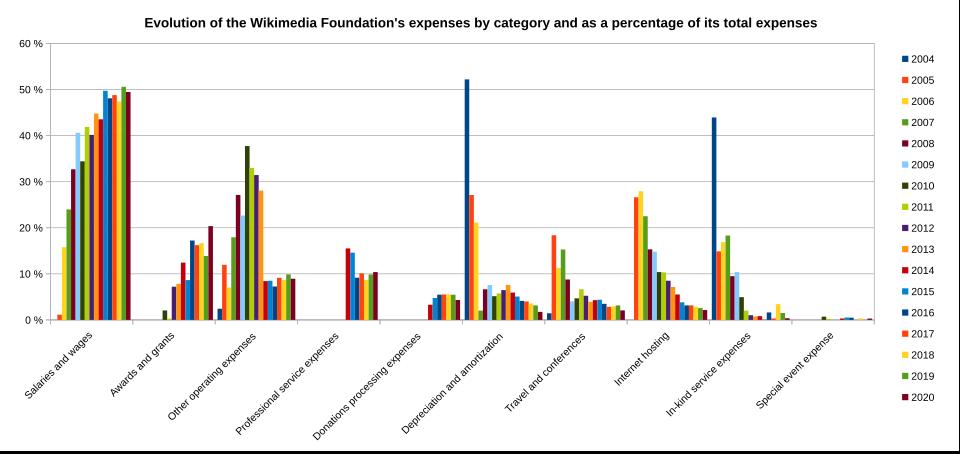 Evolution of the Wikimedia Foundation's expenses by category and as a percentage of its total expenses
60 %
50 %
40 %
30 %
20 %
10 %
0 %
Salaries and wages
Awards and grants
Other operating expenses
Professional service expenses
Donations processing expenses
Depreciation and amortization
Travel and conferences
Internet hosting
In-kind service expenses
Special event expense
2004
2005
2006
2007
2008
2009
2010
2011
2012
2013
2014
2015
2016
2017
2018
2019
2020